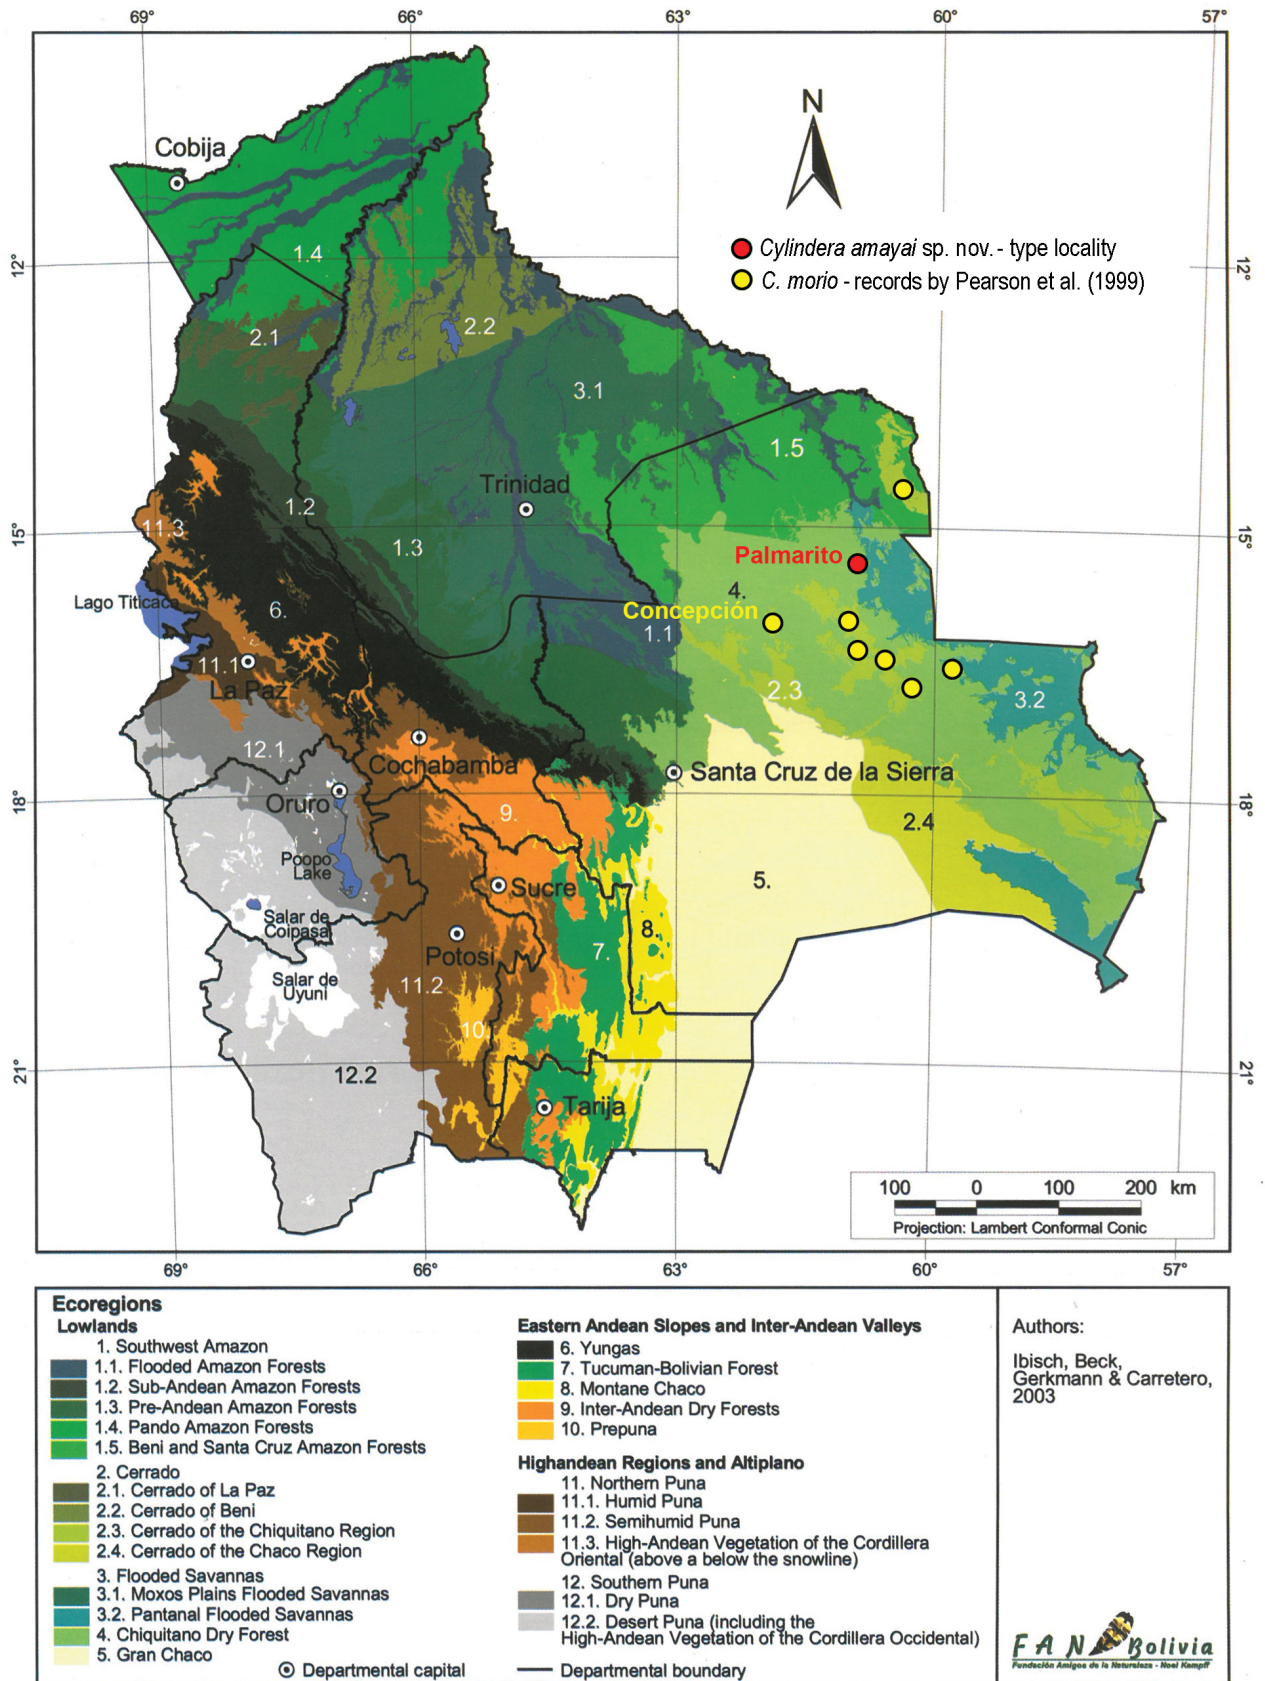 69°
66°
63°
60°
57°
N
Cobija
Cylindera amayai sp. nov. - type locality
C. morio - records by Pearson et al. (1999)
12°
12°
1.4
2.1
2.2
3.1
1.5
Trinidad
1.2
11.3
15°
15°
1.3
Palmarito
4.
Lago Titicaca
6.
Concepción
1.1
11.1
La Paz
2.3
3.2
12.1
Cochabamba
Santa Cruz de la Sierra
18°
18°
Oruro
9.
2.4
Poopo
Lake
Sucre
5.
Salar de
Coipasa
8.
7.
Potosi
Salar de
Uyuni
11.2
10
21°
21°
12.2
Tarija
100 0 100 200 km
Projection: Lambert Conformal Conic
69°
66°
63°
60°
57°
Ecoregions
Lowlands
1. Southwest Amazon
1.1. Flooded Amazon Forests
1.2. Sub-Andean Amazon Forests
1.3. Pre-Andean Amazon Forests
1.4. Pando Amazon Forests
1.5. Beni and Santa Cruz Amazon Forests
2. Cerrado
2.1. Cerrado of La Paz
2.2. Cerrado of Beni
2.3. Cerrado of the Chiquitano Region
2.4. Cerrado of the Chaco Region
3. Flooded Savannas
3.1. Moxos Plains Flooded Savannas
3.2. Pantanal Flooded Savannas
4. Chiquitano Dry Forest
5. Gran Chaco
Eastern Andean Slopes and Inter-Andean Valleys
6. Yungas
7. Tucuman-Bolivian Forest
8. Montane Chaco
9. Inter-Andean Dry Forests
10. Prepuna
Highandean Regions and Altiplano
11. Northern Puna
11.1. Humid Puna
11.2. Semihumid Puna
11.3. High-Andean Vegetation of the Cordillera
Oriental (above a below the snowline)
12. Southern Puna
12.1. Dry Puna
12.2. Desert Puna (including the
High-Andean Vegetation of the Cordillera Occidental)
Departmental capital
Departmental boundary
Authors:
Ibisch, Beck,
Gerkmann & Carretero,
2003
FAN Bolivia
Fundación Amigos de la Naturaleza - Noel Kempff